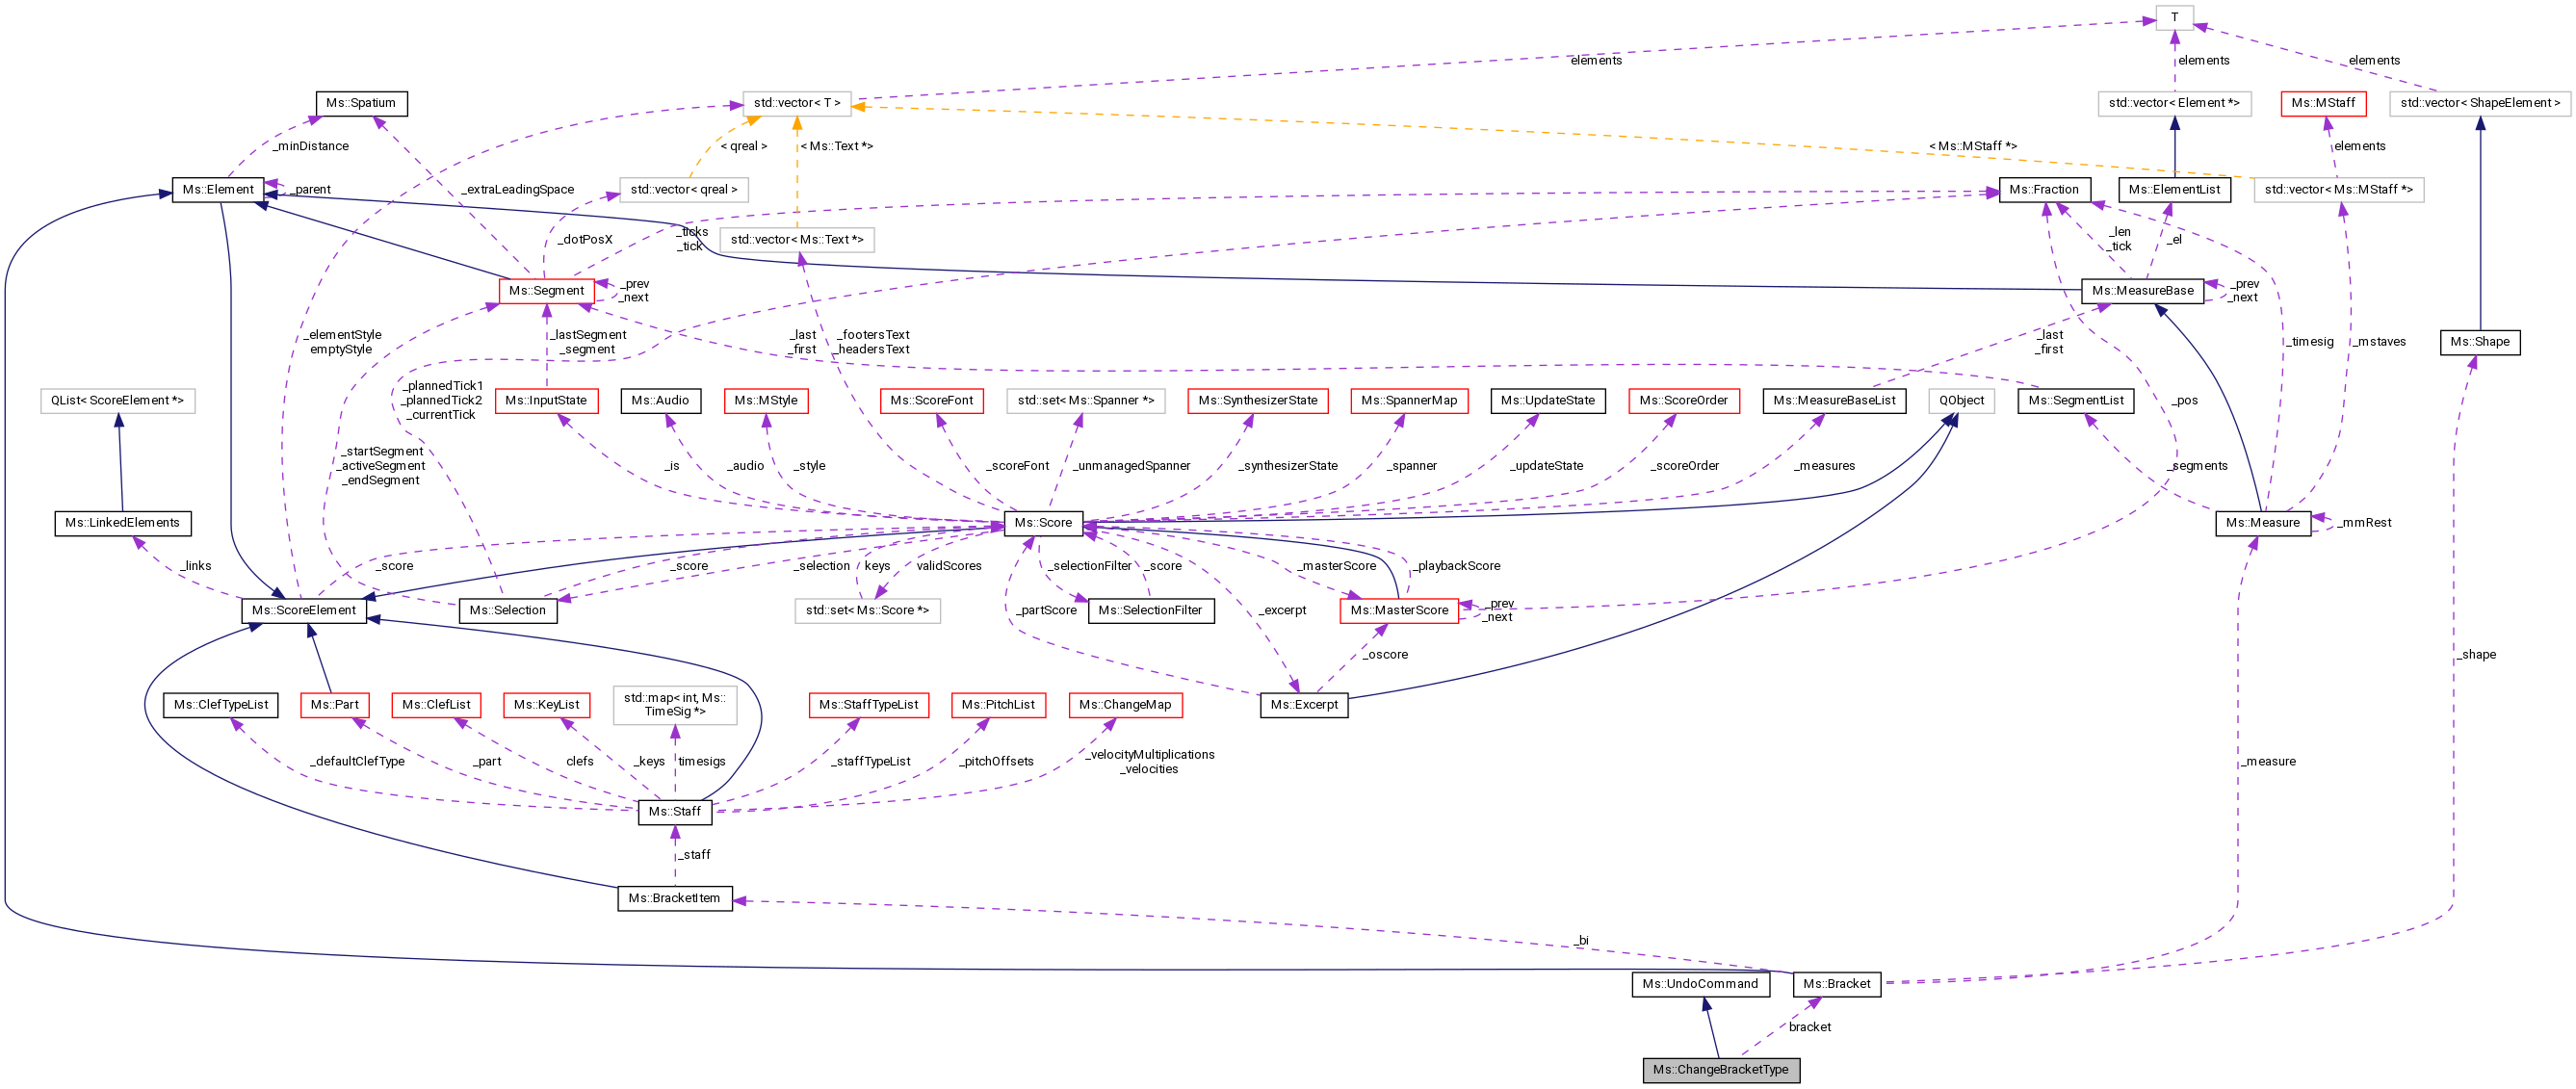 T
elements
elements
elements
Ms::Spatium
std::vector< T >
std::vector< Element *>
Ms::MStaff
std::vector< ShapeElement >
_minDistance
< qreal >
< Ms::Text *>
< Ms::MStaff *>
elements
Ms::Element
_parent
_extraLeadingSpace
std::vector< qreal >
Ms::Fraction
Ms::ElementList
std::vector< Ms::MStaff *>
_dotPosX
_ticks
_tick
std::vector< Ms::Text *>
_len
_tick
_el
Ms::Segment
_prev
_next
Ms::MeasureBase
_prev
_next
_elementStyle
emptyStyle
_lastSegment
_segment
_last
_first
_footersText
_headersText
_last
_first
_timesig
_mstaves
Ms::Shape
QList< ScoreElement *>
_plannedTick1
_plannedTick2
_currentTick
Ms::InputState
Ms::Audio
Ms::MStyle
Ms::ScoreFont
std::set< Ms::Spanner *>
Ms::SynthesizerState
Ms::SpannerMap
Ms::UpdateState
Ms::ScoreOrder
Ms::MeasureBaseList
QObject
Ms::SegmentList
_pos
_startSegment
_activeSegment
_endSegment
_is
_audio
_style
_scoreFont
_unmanagedSpanner
_synthesizerState
_spanner
_updateState
_scoreOrder
_measures
_segments
Ms::LinkedElements
Ms::Score
Ms::Measure
_mmRest
_links
_score
_score
_selection
keys
validScores
_selectionFilter
_score
_masterScore
_playbackScore
Ms::ScoreElement
Ms::Selection
std::set< Ms::Score *>
_partScore
Ms::SelectionFilter
_excerpt
Ms::MasterScore
_prev
_next
_oscore
_shape
Ms::ClefTypeList
Ms::Part
Ms::ClefList
Ms::KeyList
std::map< int, Ms::
TimeSig *>
Ms::StaffTypeList
Ms::PitchList
Ms::ChangeMap
Ms::Excerpt
_defaultClefType
_part
clefs
_keys
timesigs
_staffTypeList
_pitchOffsets
_velocityMultiplications
_velocities
_measure
Ms::Staff
_staff
Ms::BracketItem
_bi
Ms::UndoCommand
Ms::Bracket
bracket
Ms::ChangeBracketType